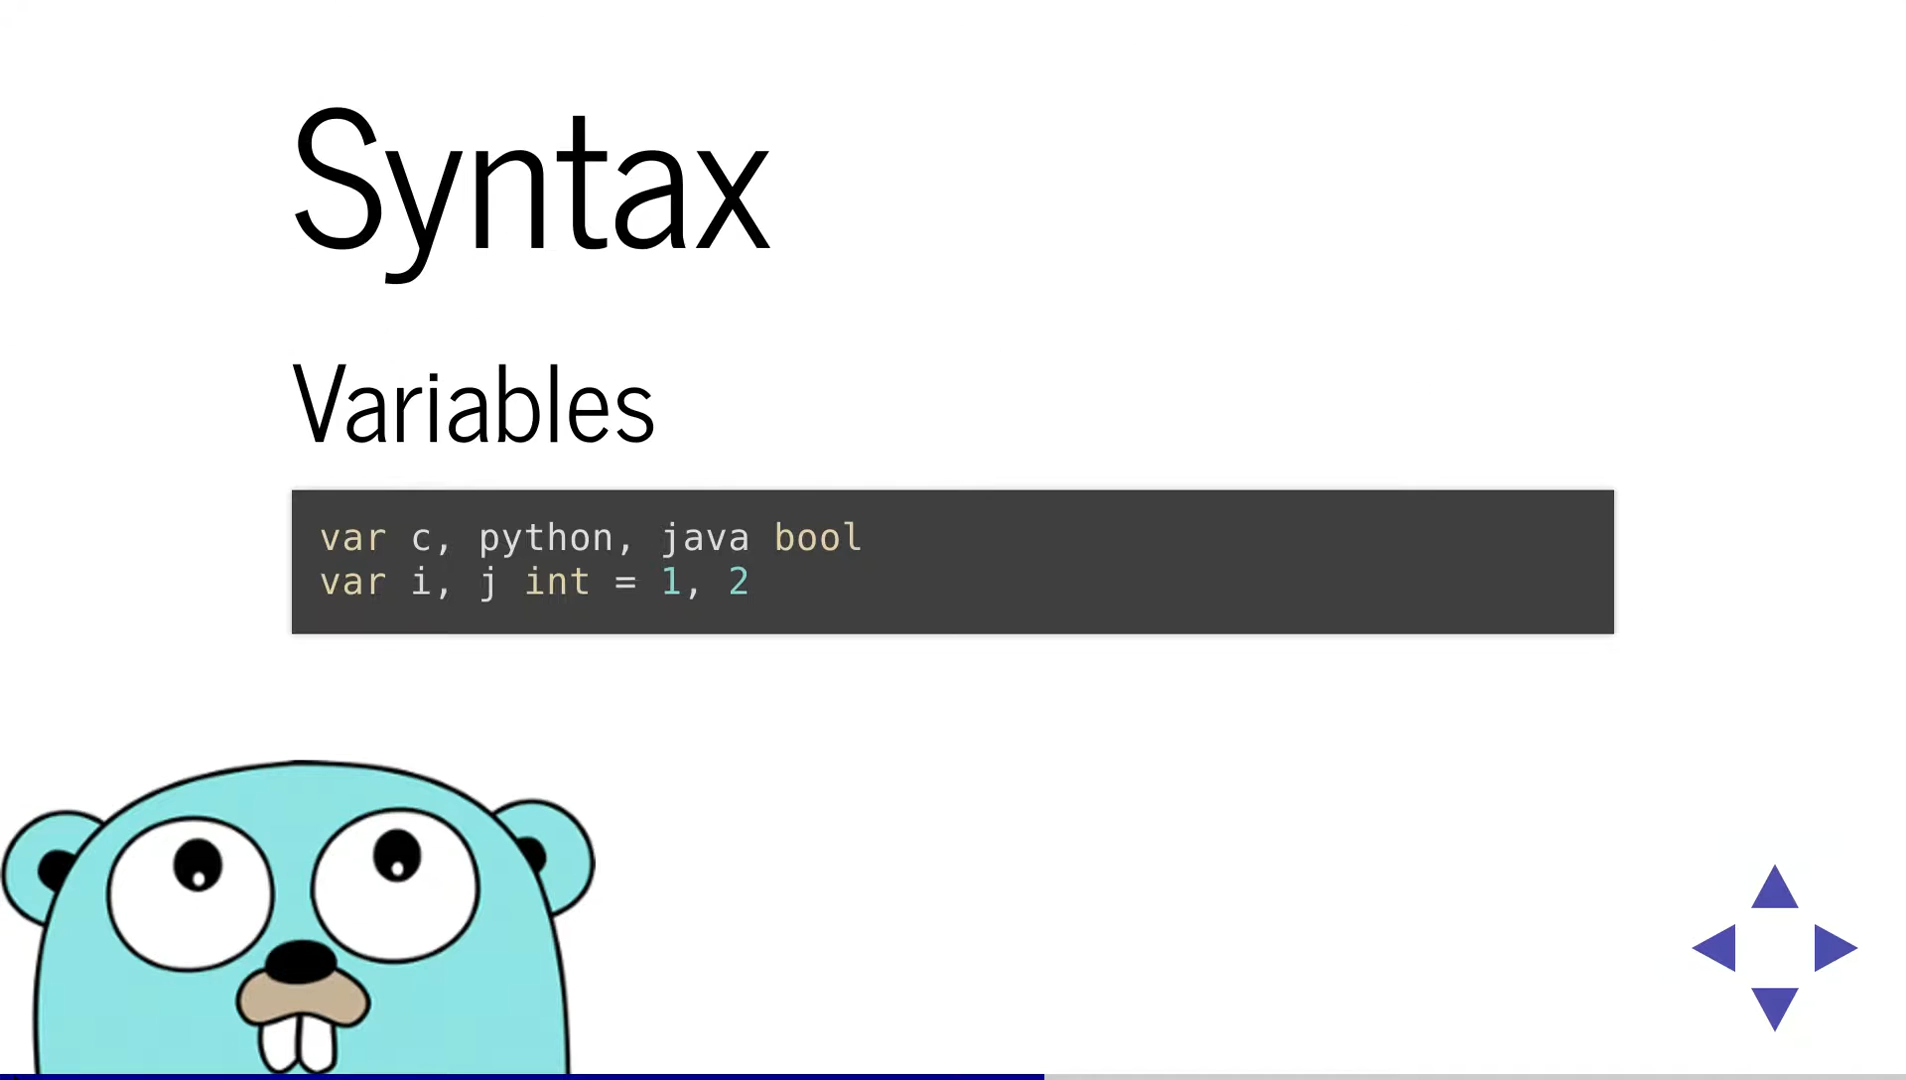 Syntax
Variables
var c, python, java bool
var i, j int = 1, 2